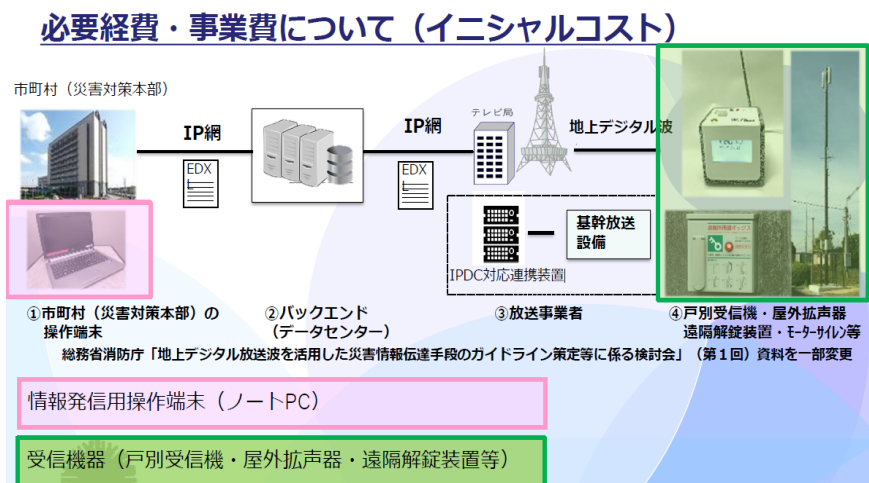 必要経費・事業費について（イニシャルコスト）
市町村（災害対策本部）
IP網
EDX
L
IP網
EDX
L
テレビ局
地上デジタル波
IPDC対応連携装置
基幹放送
設備
①市町村（災害対策本部）の
操作端末
②バックエンド
（データセンター）
③放送事業者
④戸別受信機・屋外拡声器
遠隔解錠装置・モーターサイレン等
総務省消防庁「地上デジタル放送波を活用した災害情報伝達手段のガイドライン策定等に係る検討会」（第１回）資料を一部変更
情報発信用操作端末（ノートPC）
受信機器（戸別受信機・屋外拡声器・遠隔解錠装置等）